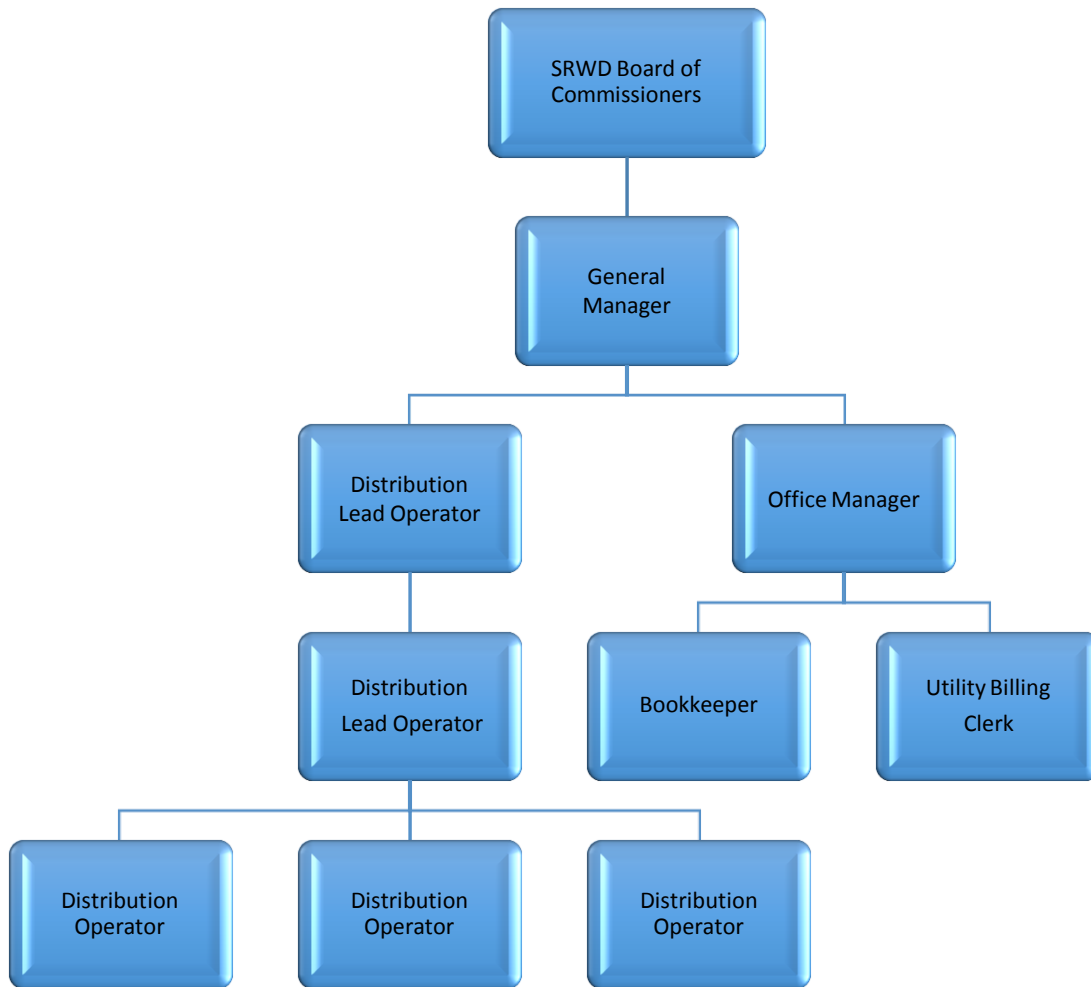 SRWD Board of
Commissioners
General
Manager
Distribution
Lead Operator
Office Manager
Distribution
Lead Operator
Bookkeeper
Utility Billing
Clerk
Distribution
Operator
Distribution
Operator
Distribution
Operator